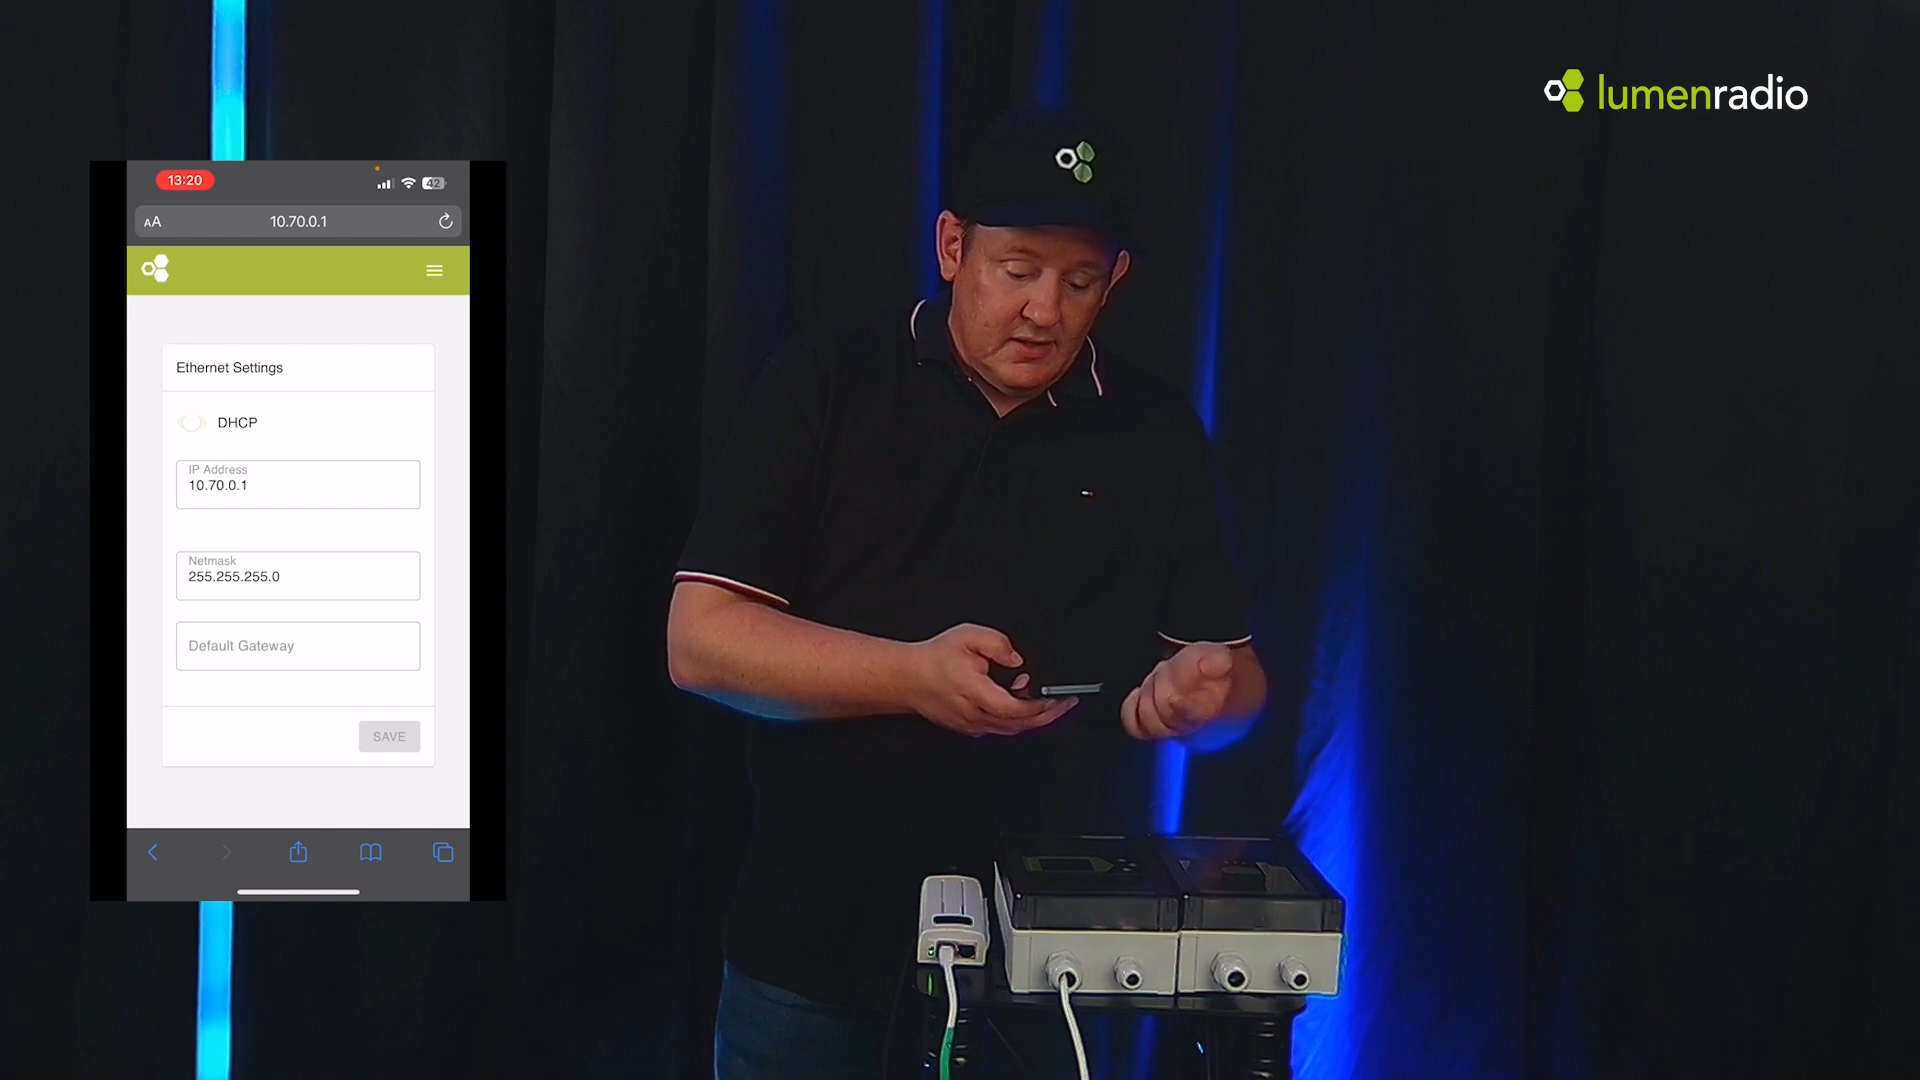 lumenradio
13:20
42
AA
10.70.0.1
Ethernet Settings
DHCP
IP Address
10.70.0.1
Netmask
255.255.255.0
Default Gateway
SAVE